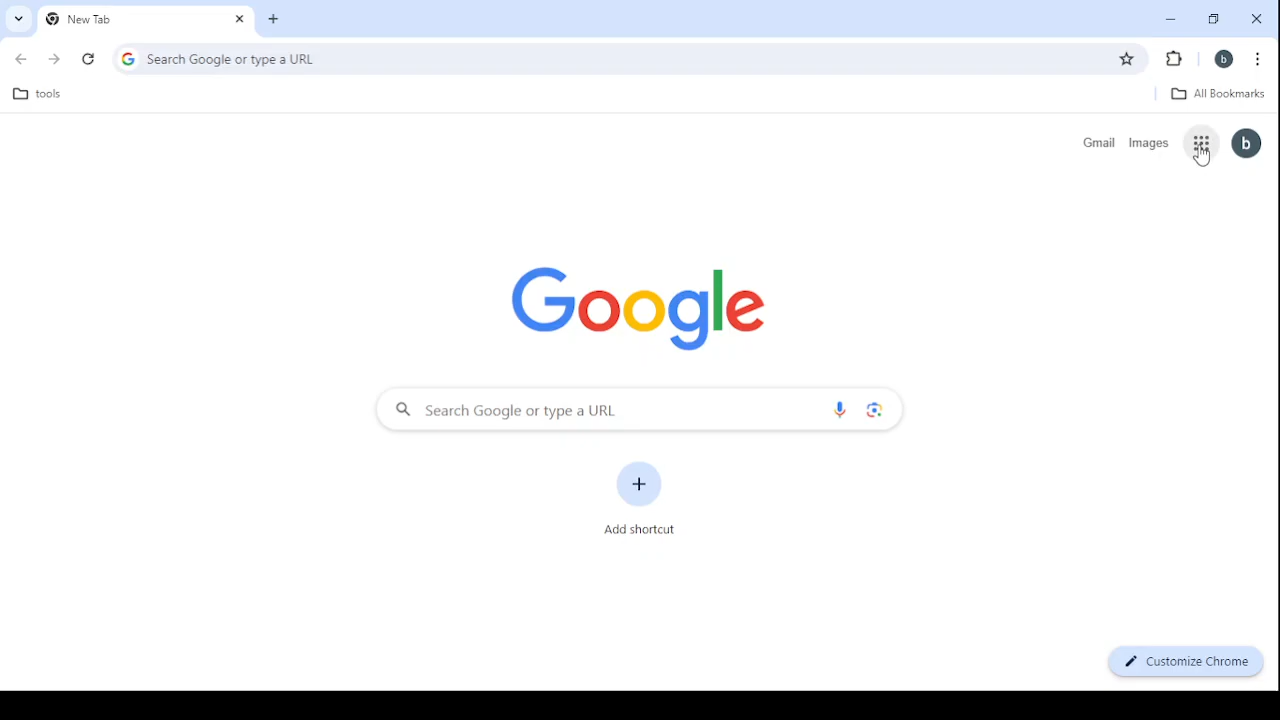 New Tab
Search Google or type a URL
b
tools
All Bookmarks
Gmail Images
b
Google
Search Google or type a URL
Add shortcut
Customize Chrome